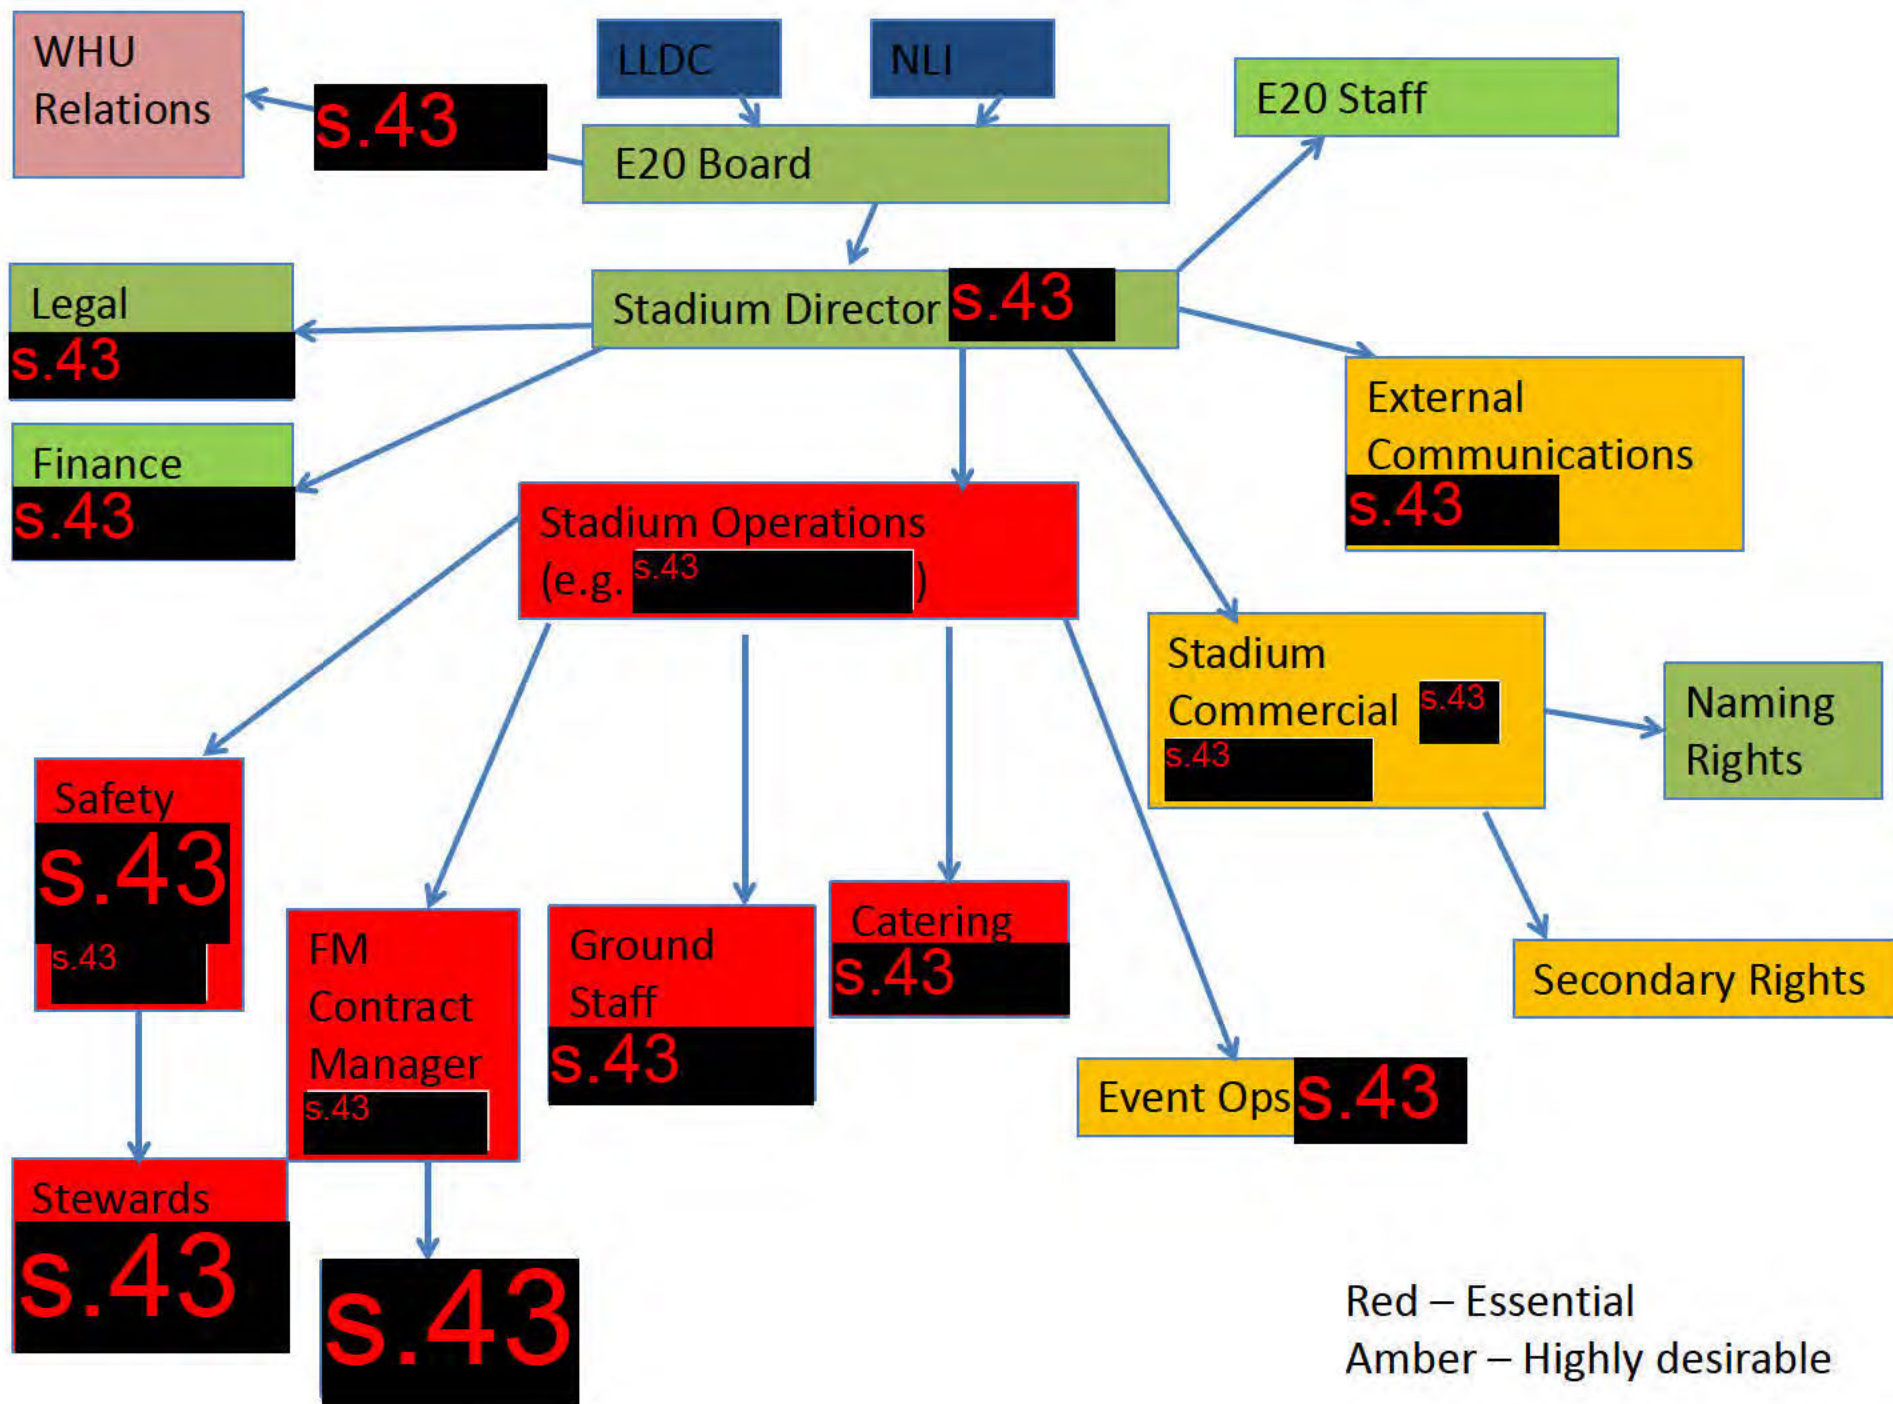 WHU
Relations
s.43
LLDC
NLI
E20 Board
E20 Staff
Legal
s.43
Stadium Director s.43
Finance
s.43
External
Communications
s.43
Stadium Operations
(e.g. s.43 )
Stadium
Commercial s.43
s.43
Naming
Rights
Safety
s.43
s.43
FM
Contract
Manager
s.43
Ground
Staff
s.43
Catering
s.43
Secondary Rights
Event Ops s.43
Stewards
s.43
s.43
Red – Essential
Amber – Highly desirable